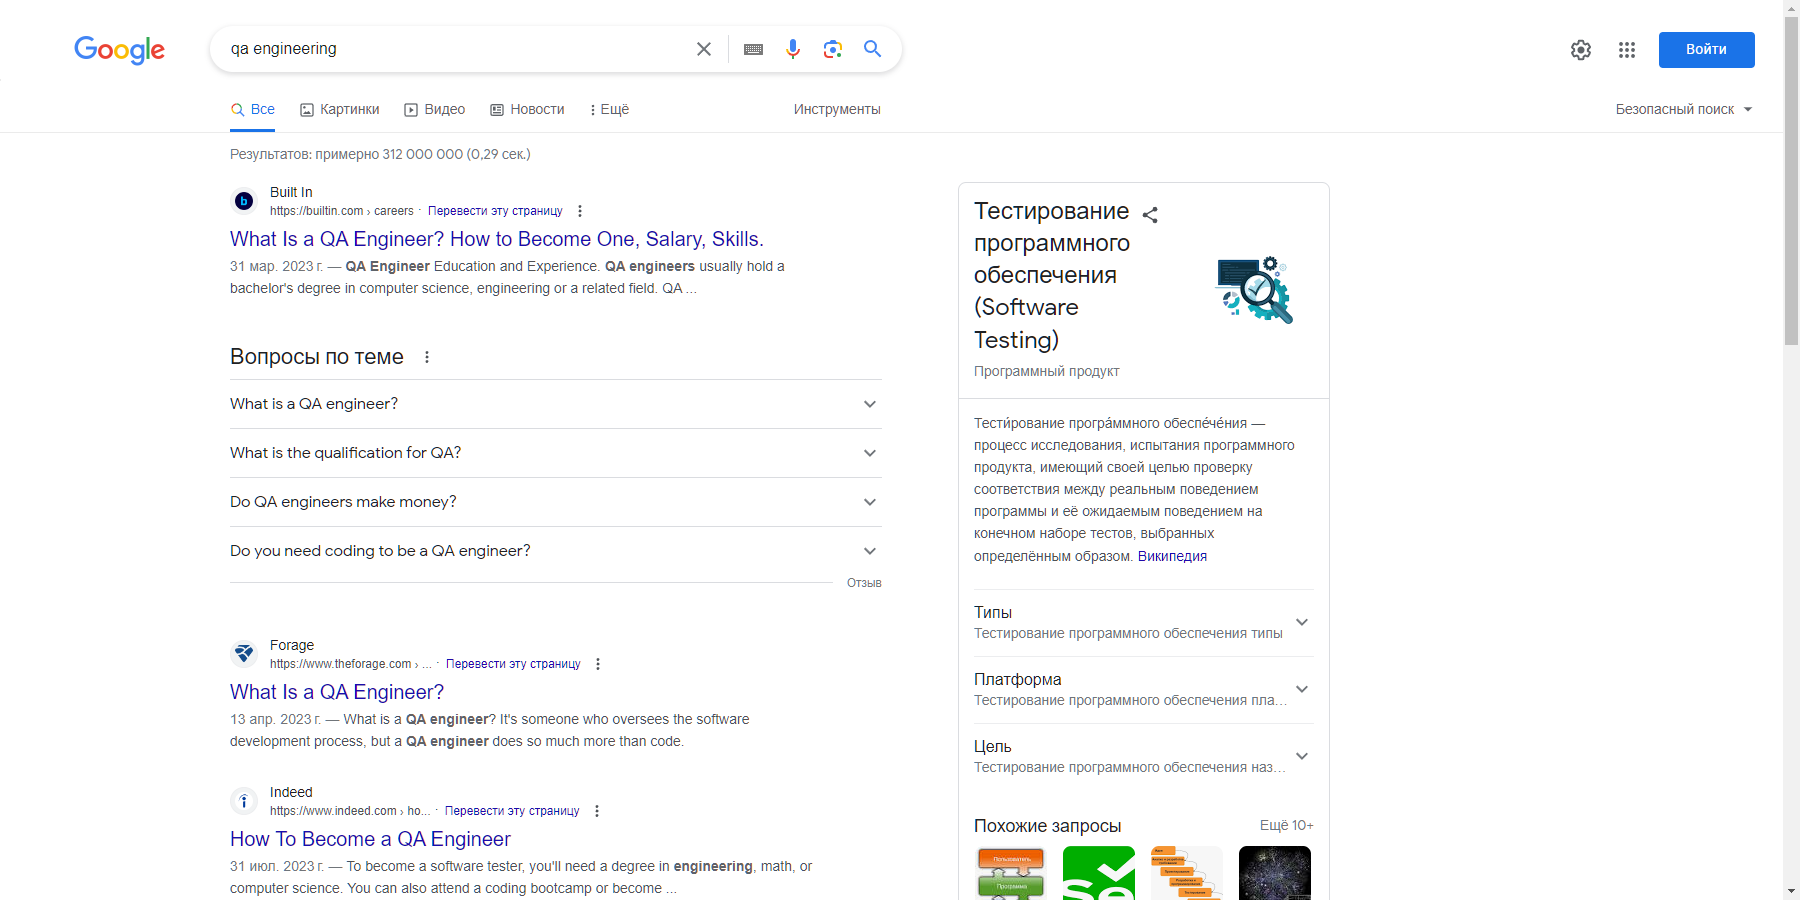 Google
qa engineering
Войти
Все
Картинки
Видео
Новости
Ещё
Инструменты
Безопасный поиск
Результатов: примерно 312 000 000 (0,29 сек.)
Built In
https://builtin.com › careers · Перевести эту страницу
What Is a QA Engineer? How to Become One, Salary, Skills.
31 мар. 2023 г. — QA Engineer Education and Experience. QA engineers usually hold a
bachelor's degree in computer science, engineering or a related field. QA ...
Вопросы по теме
What is a QA engineer?
What is the qualification for QA?
Do QA engineers make money?
Do you need coding to be a QA engineer?
Отзыв
Forage
https://www.theforage.com › ... · Перевести эту страницу
What Is a QA Engineer?
13 апр. 2023 г. — What is a QA engineer? It's someone who oversees the software
development process, but a QA engineer does so much more than code.
Indeed
https://www.indeed.com › ho... · Перевести эту страницу
How To Become a QA Engineer
31 июл. 2023 г. — To become a software tester, you'll need a degree in engineering, math, or
computer science. You can also attend a coding bootcamp or become ...
Тестирование
программного
обеспечения
(Software
Testing)
Программный продукт
Тести́рование програ́ммного обеспе́че́ния —
процесс исследования, испытания программного
продукта, имеющий своей целью проверку
соответствия между реальным поведением
программы и её ожидаемым поведением на
конечном наборе тестов, выбранных
определённым образом. Википедия
Типы
Тестирование программного обеспечения типы
Платформа
Тестирование программного обеспечения пла...
Цель
Тестирование программного обеспечения наз...
Похожие запросы
Ещё 10+
Пользователь
Программа
Se